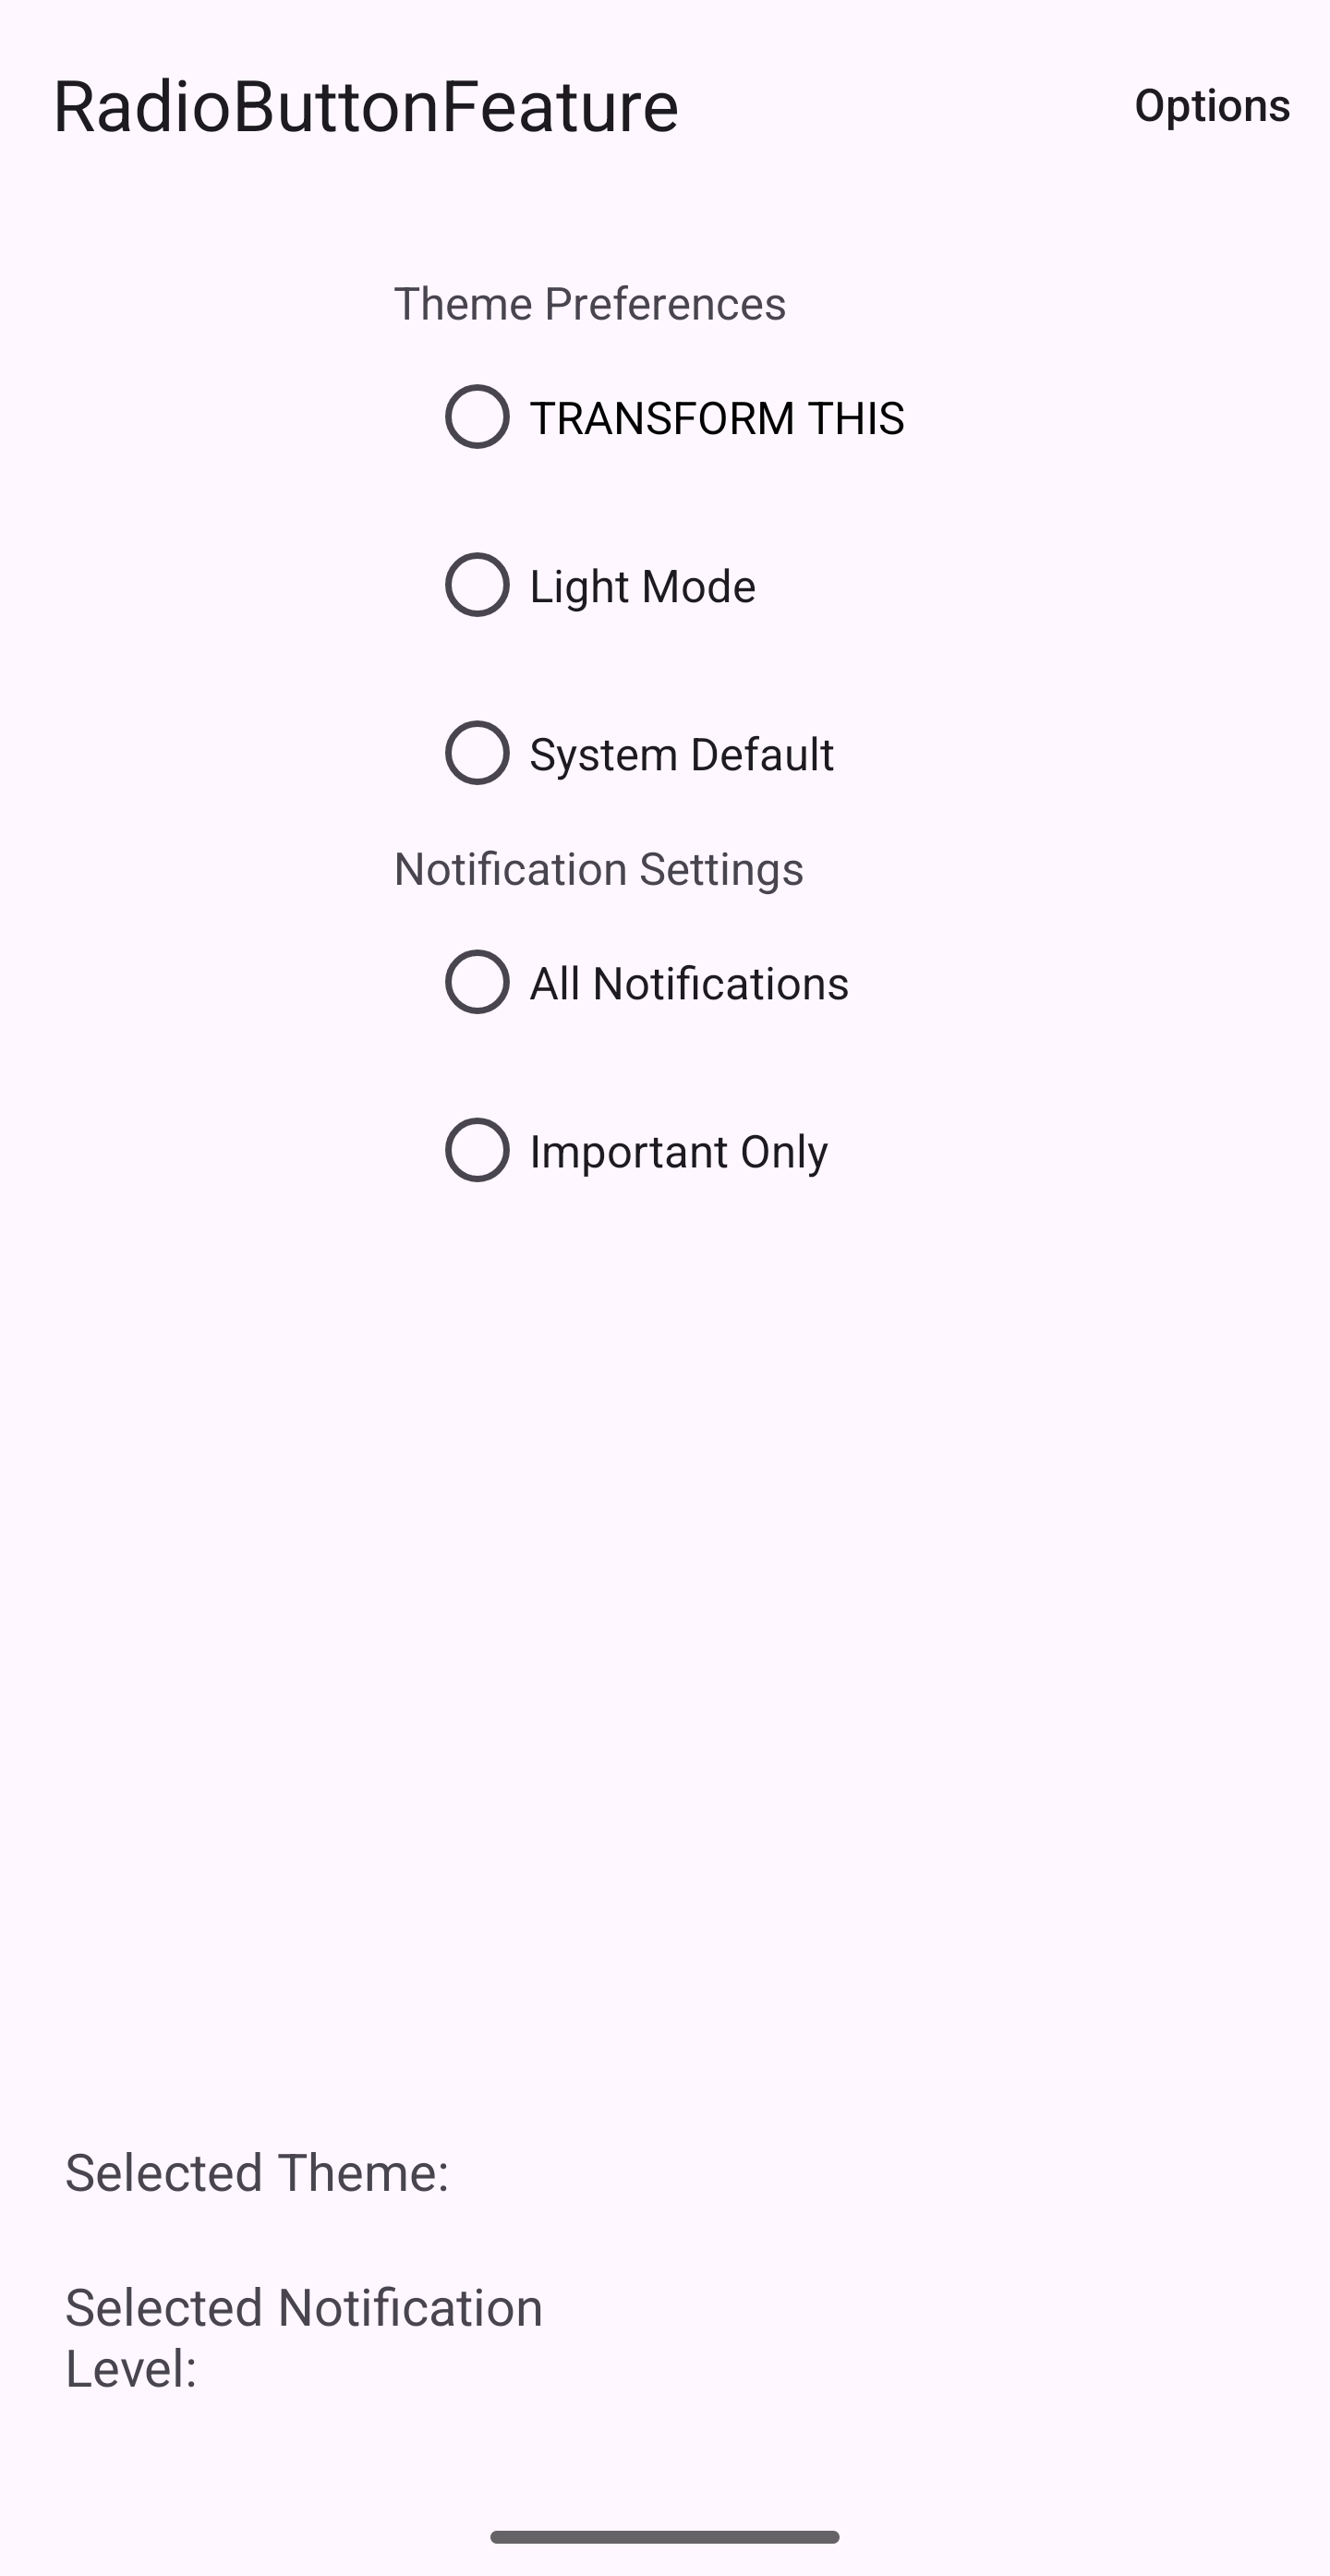 RadioButtonFeature
Options
Theme Preferences
TRANSFORM THIS
Light Mode
System Default
Notification Settings
All Notifications
Important Only
Selected Theme:
Selected Notification
Level: